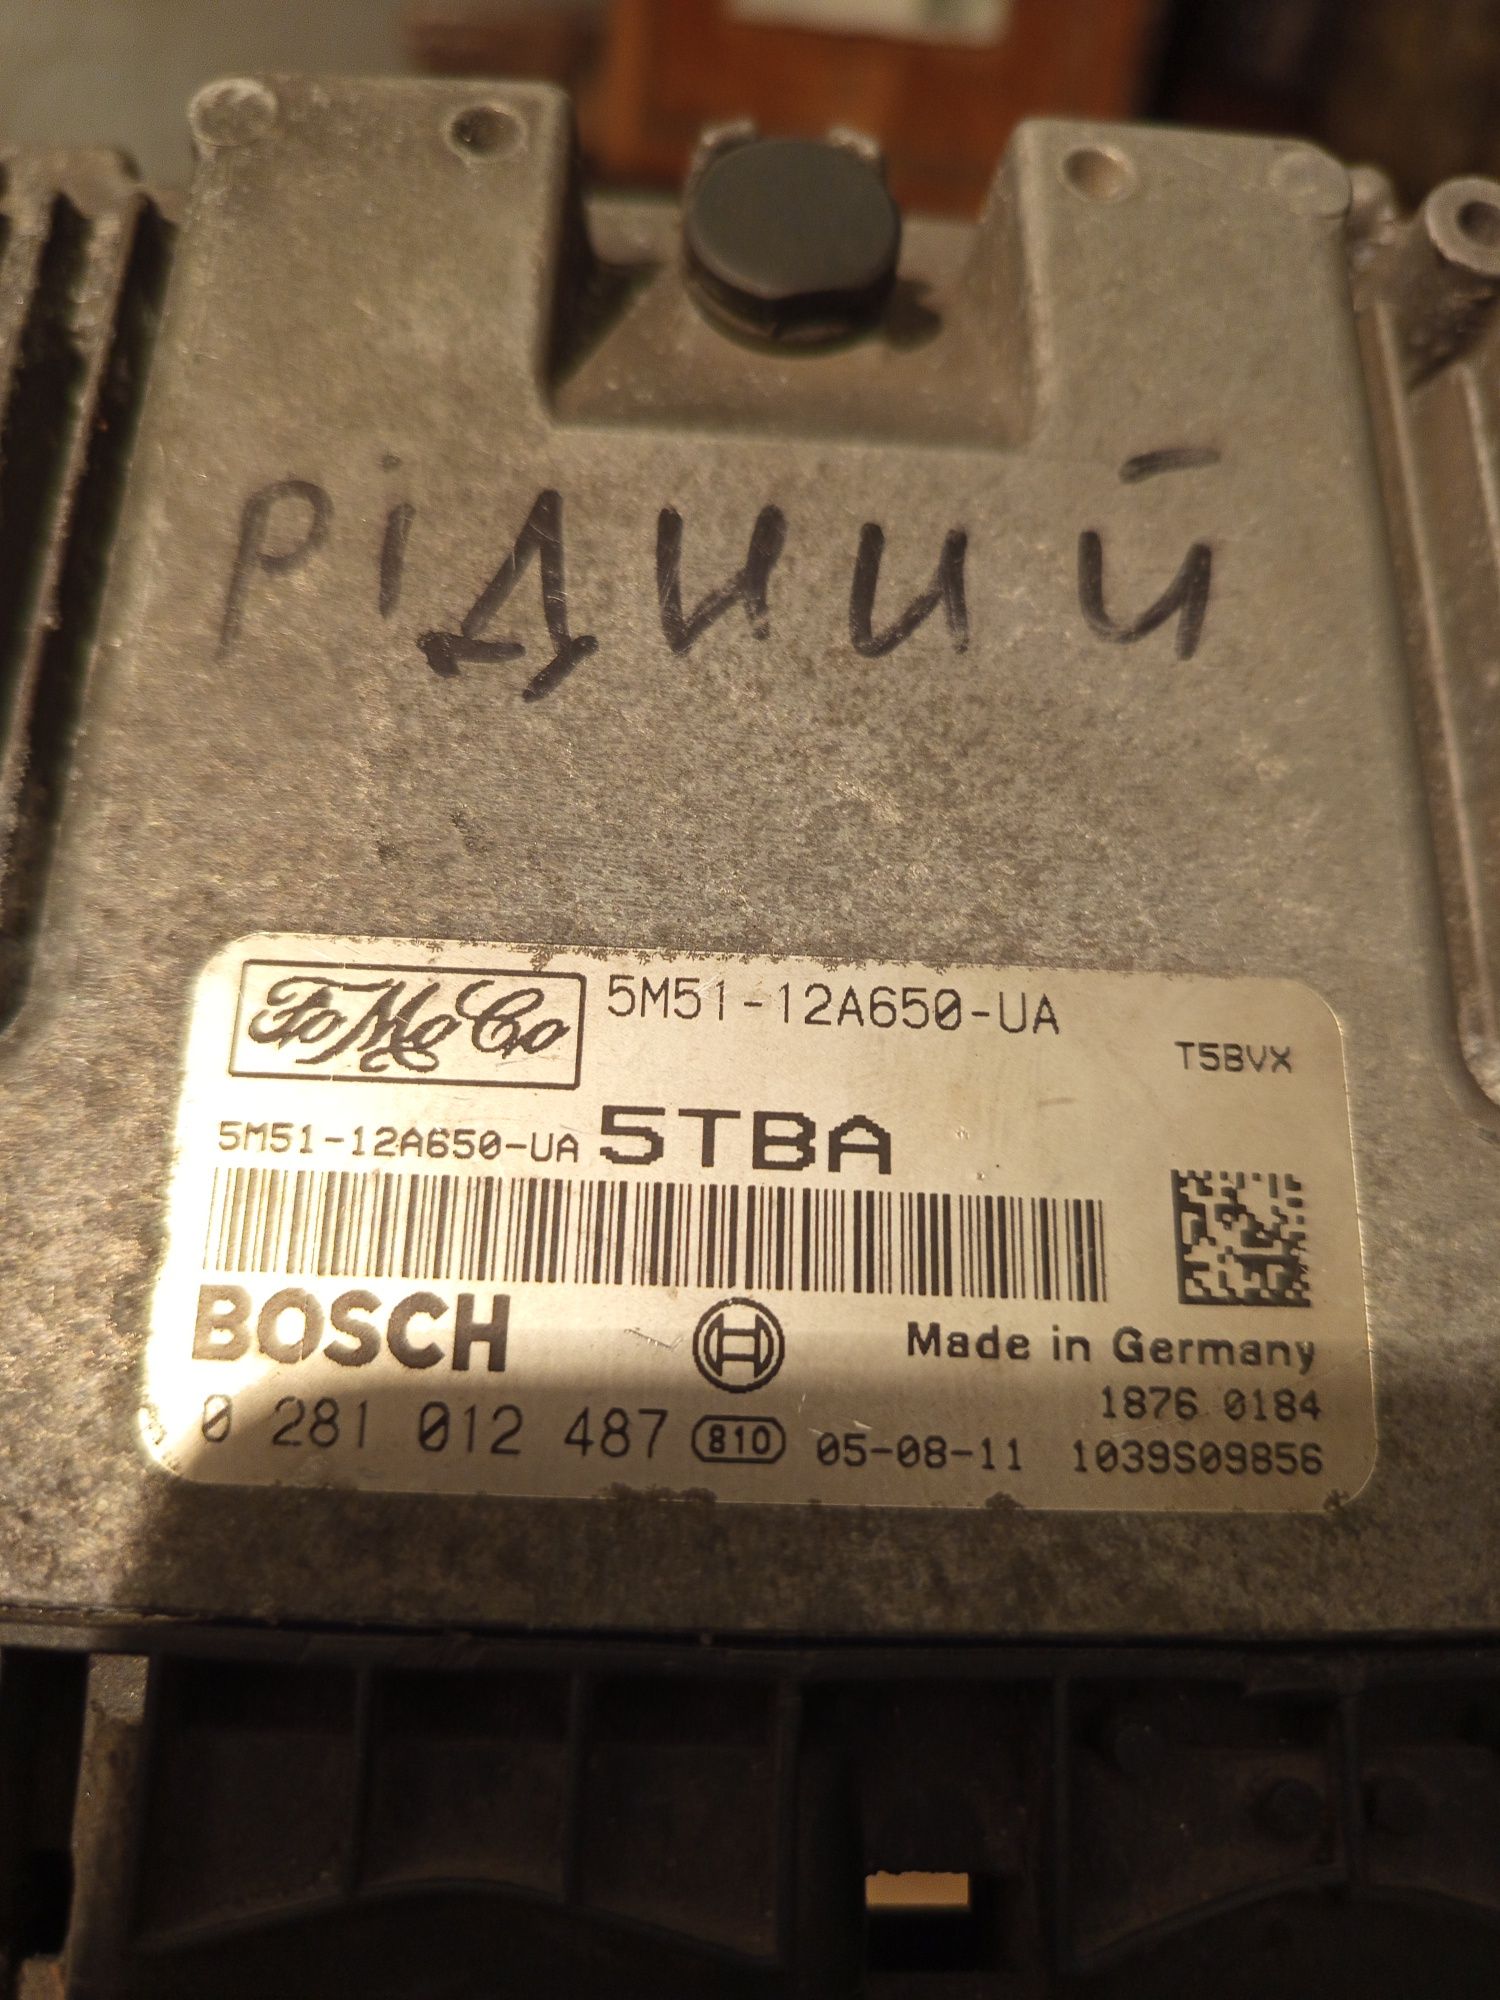 РІДИИЙ
FoMoCo 5M51-12A650-UA
T5BVX
5M51-12A650-UA 5TBA
BOSCH Made in Germany
1876 0184
0 281 012 487 810 05-08-11 1039S09856